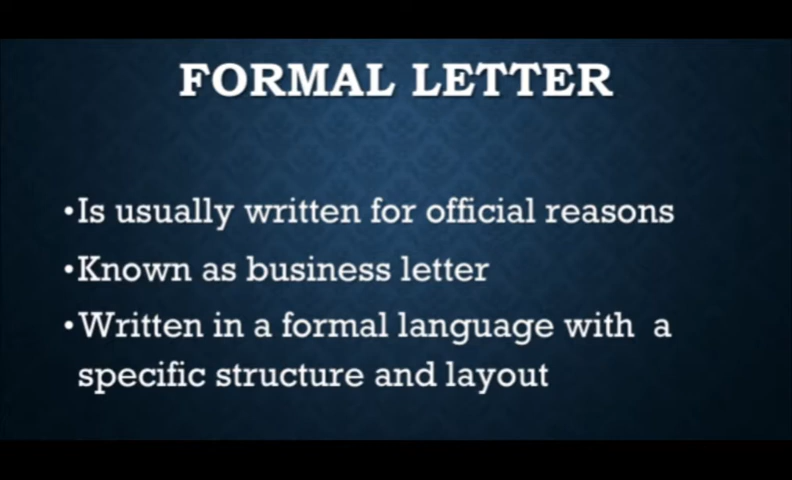 FORMAL LETTER
•Is usually written for official reasons
•Known as business letter
•Written in a formal language with  a
specific structure and layout